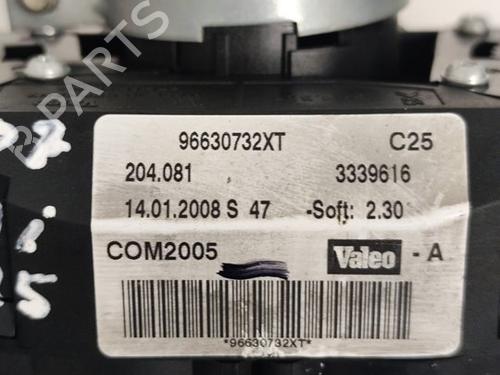 96630732XT C25
204.081 3339616
14.01.2008 S 47 -Soft: 2.30
COM2005 Valeo - A
*96630732XT*
B-PARTS